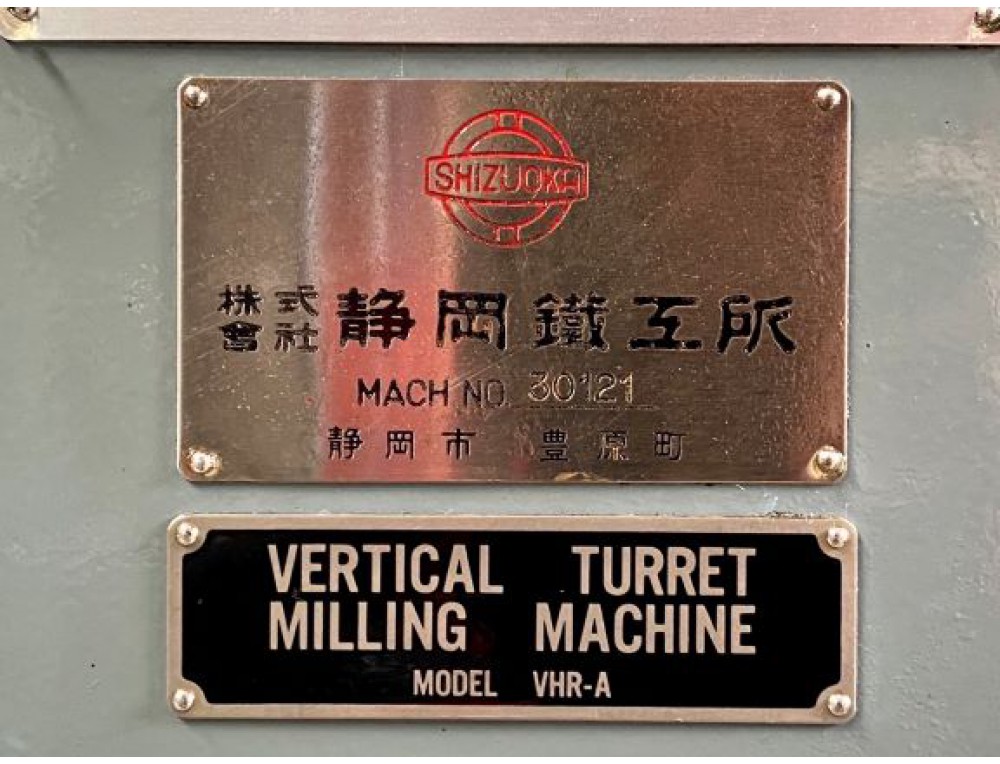 SHIZUOKA
株式會社 静岡鐵工所
MACH NO. 30121
静岡市 豊原町
VERTICAL TURRET
MILLING MACHINE
MODEL VHR-A